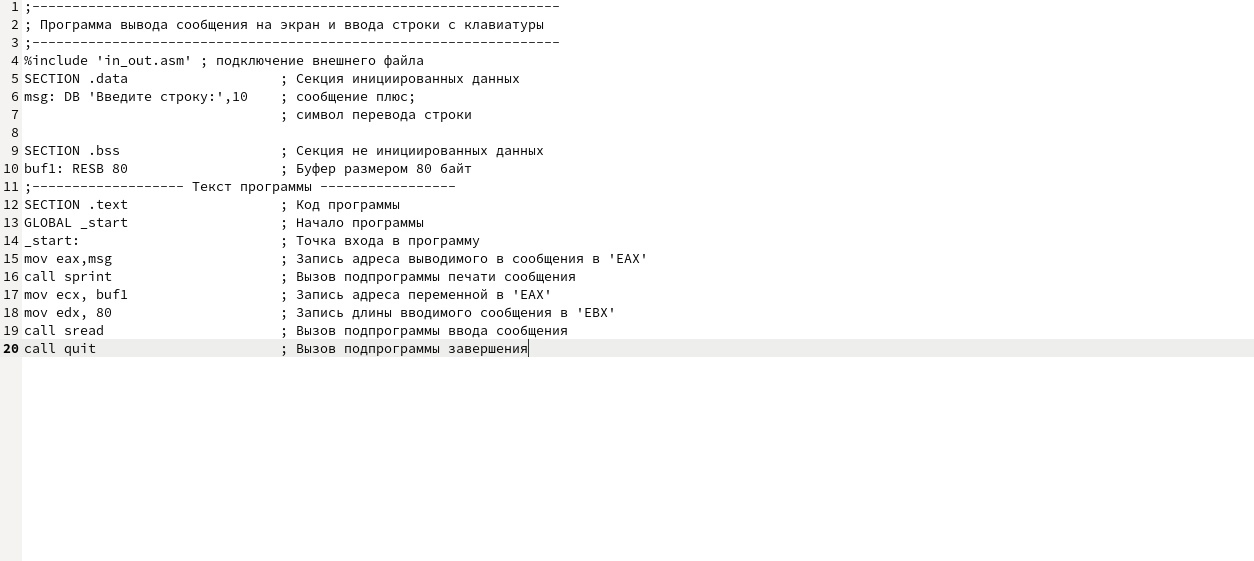 1 ;------------------------------------------------------------------
2 ; Программа вывода сообщения на экран и ввода строки с клавиатуры
3 ;------------------------------------------------------------------
4 %include 'in_out.asm' ; подключение внешнего файла
5 SECTION .data                   ; Секция инициированных данных
6 msg: DB 'Введите строку:',10    ; сообщение плюс;
7                                 ; символ перевода строки
8
9 SECTION .bss                    ; Секция не инициированных данных
10 buf1: RESB 80                   ; Буфер размером 80 байт
11 ;------------------- Текст программы -----------------
12 SECTION .text                   ; Код программы
13 GLOBAL _start                   ; Начало программы
14 _start:                         ; Точка входа в программу
15 mov eax,msg                     ; Запись адреса выводимого в сообщения в 'EAX'
16 call sprint                     ; Вызов подпрограммы печати сообщения
17 mov ecx, buf1                   ; Запись адреса переменной в 'EAX'
18 mov edx, 80                     ; Запись длины вводимого сообщения в 'EBX'
19 call sread                      ; Вызов подпрограммы ввода сообщения
20 call quit                       ; Вызов подпрограммы завершения